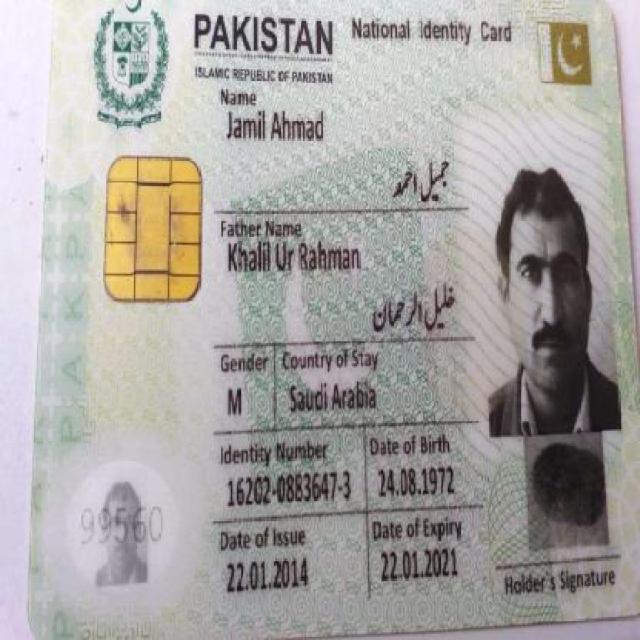 PAKISTAN National Identity Card
ISLAMIC REPUBLIC OF PAKISTAN
Name
Jamil Ahmad
جمیل احمد
Father Name
Khalil Ur Rahman
خلیل الرحمان
Gender Country of Stay
M Saudi Arabia
Identity Number Date of Birth
16202-0883647-3 24.08.1972
Date of Issue Date of Expiry
22.01.2014 22.01.2021
Holder's Signature
99560